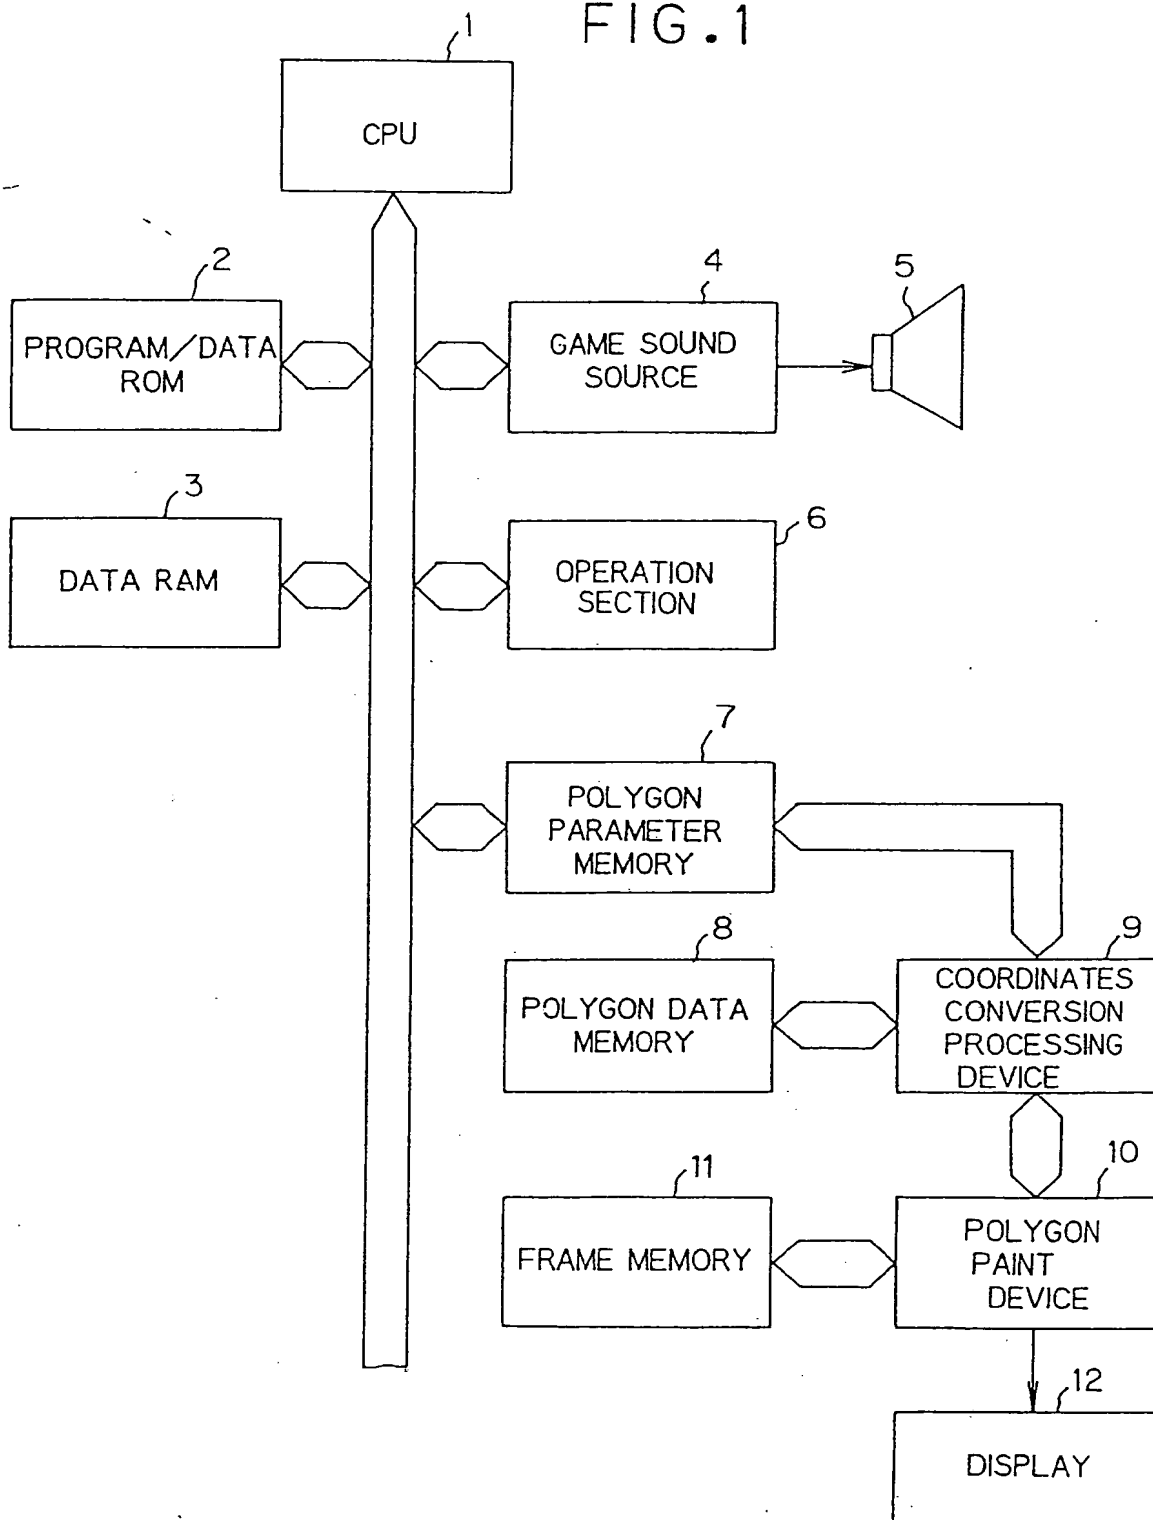 FIG.1
1
CPU
2
PROGRAM/DATA
ROM
4
GAME SOUND
SOURCE
5
3
DATA RAM
6
OPERATION
SECTION
7
POLYGON
PARAMETER
MEMORY
8
POLYGON DATA
MEMORY
9
COORDINATES
CONVERSION
PROCESSING
DEVICE
11
FRAME MEMORY
10
POLYGON
PAINT
DEVICE
12
DISPLAY